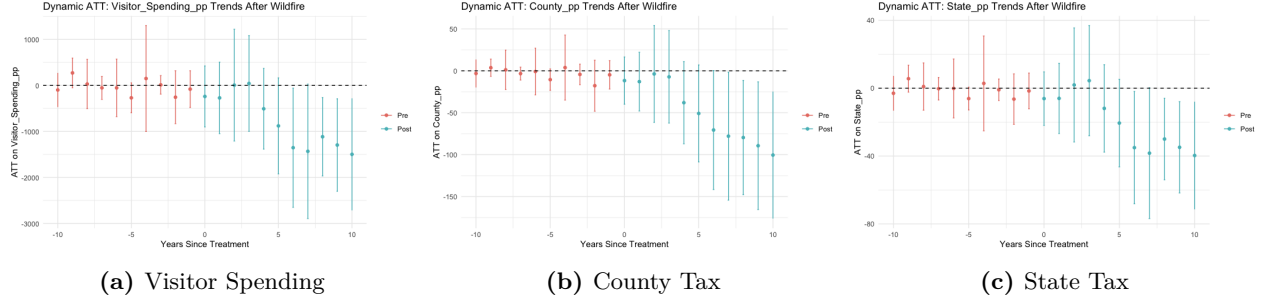 Dynamic ATT: Visitor_Spending_pp Trends After Wildfire
1000
0
-1000
-2000
-3000
ATT on Visitor_Spending_pp
-10
-5
0
5
10
Years Since Treatment
Pre
Post
(a) Visitor Spending
Dynamic ATT: County_pp Trends After Wildfire
50
0
-50
-100
-150
ATT on County_pp
-10
-5
0
5
10
Years Since Treatment
Pre
Post
(b) County Tax
Dynamic ATT: State_pp Trends After Wildfire
40
0
-40
-80
ATT on State_pp
-10
-5
0
5
10
Years Since Treatment
Pre
Post
(c) State Tax